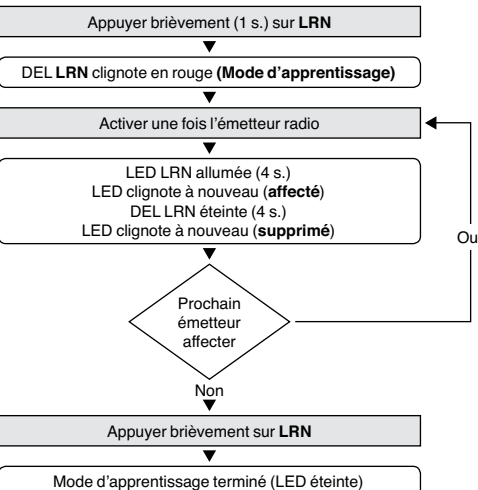 Appuyer brièvement (1 s.) sur LRN
DEL LRN clignote en rouge (Mode d'apprentissage)
Activer une fois l'émetteur radio
LED LRN allumée (4 s.)
LED clignote à nouveau (affecté)
DEL LRN éteinte (4 s.)
LED clignote à nouveau (supprimé)
Ou
Prochain
émetteur
affecter
Non
Appuyer brièvement sur LRN
Mode d'apprentissage terminé (LED éteinte)